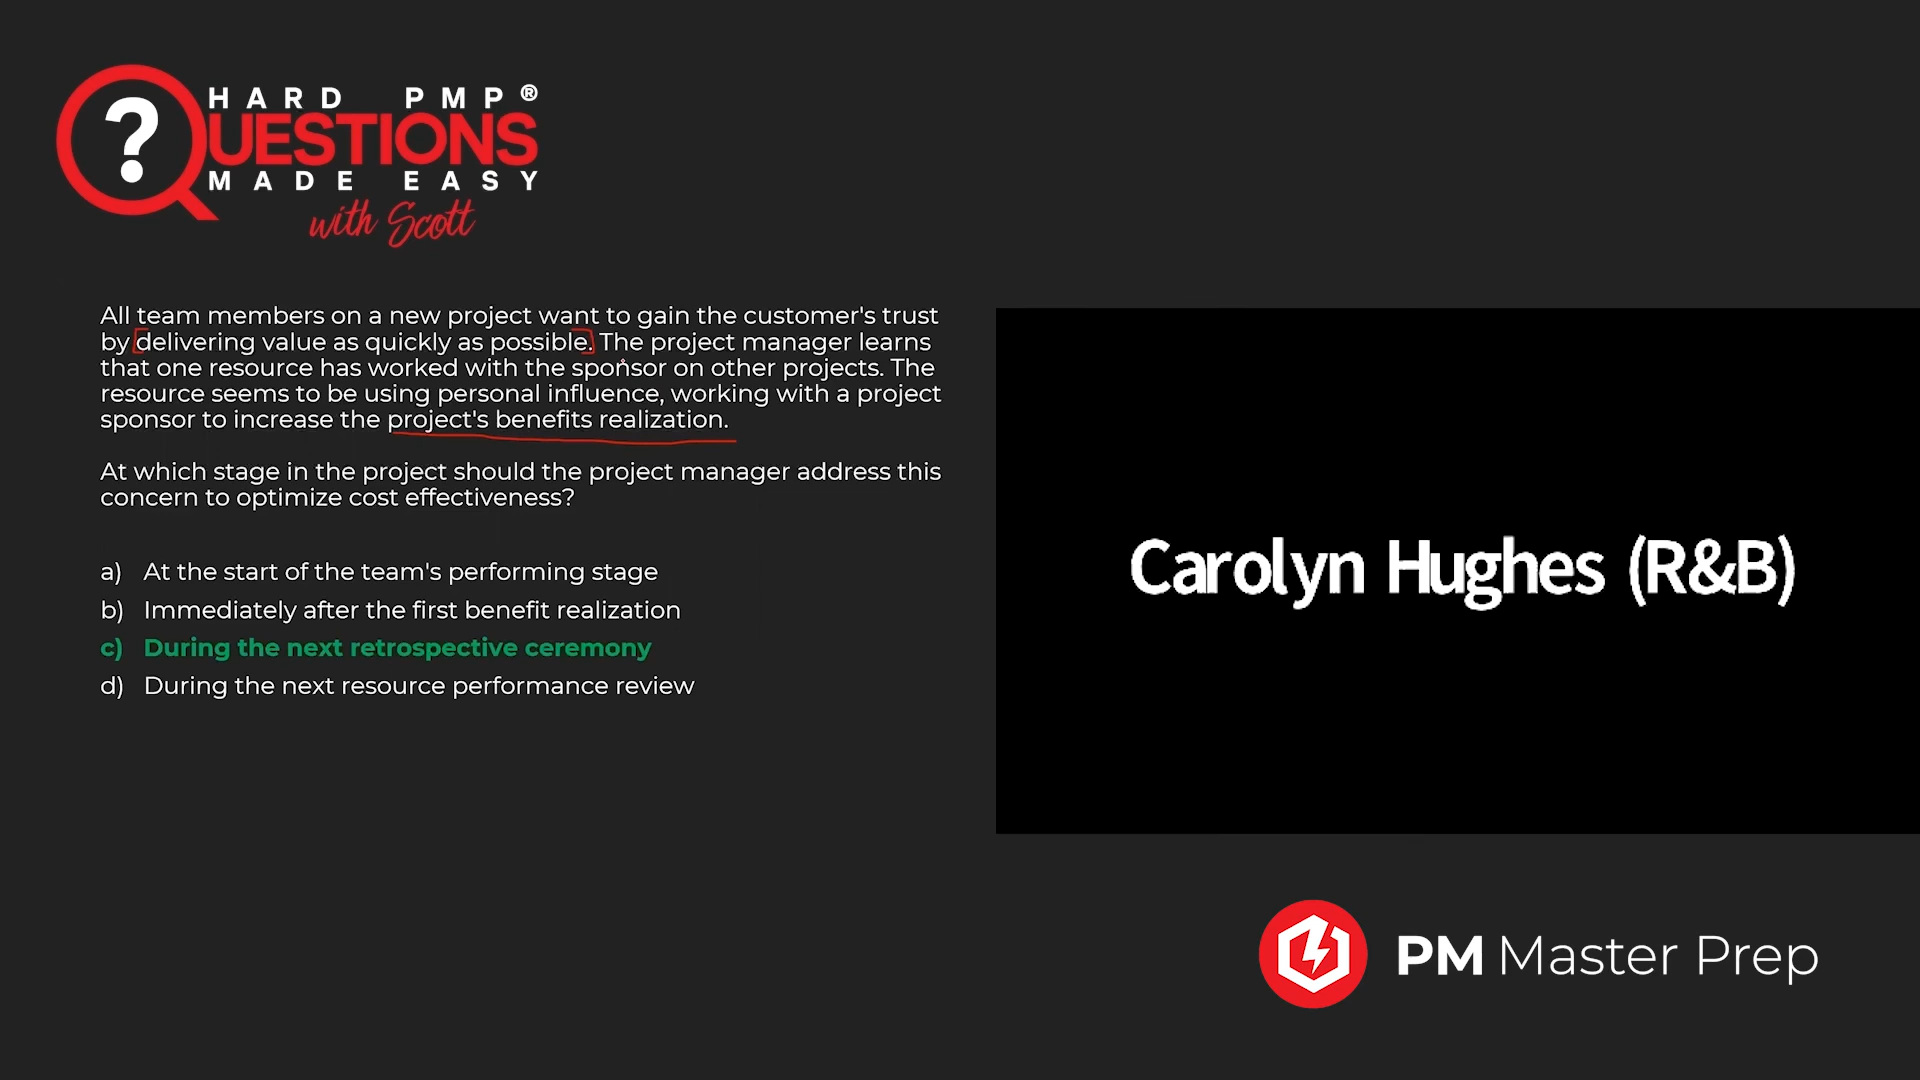 HARD PMP®
QUESTIONS
MADE EASY
with Scott
All team members on a new project want to gain the customer's trust
by delivering value as quickly as possible. The project manager learns
that one resource has worked with the sponsor on other projects. The
resource seems to be using personal influence, working with a project
sponsor to increase the project's benefits realization.
At which stage in the project should the project manager address this
concern to optimize cost effectiveness?
a) At the start of the team's performing stage
b) Immediately after the first benefit realization
c) During the next retrospective ceremony
d) During the next resource performance review
Carolyn Hughes (R&B)
PM Master Prep